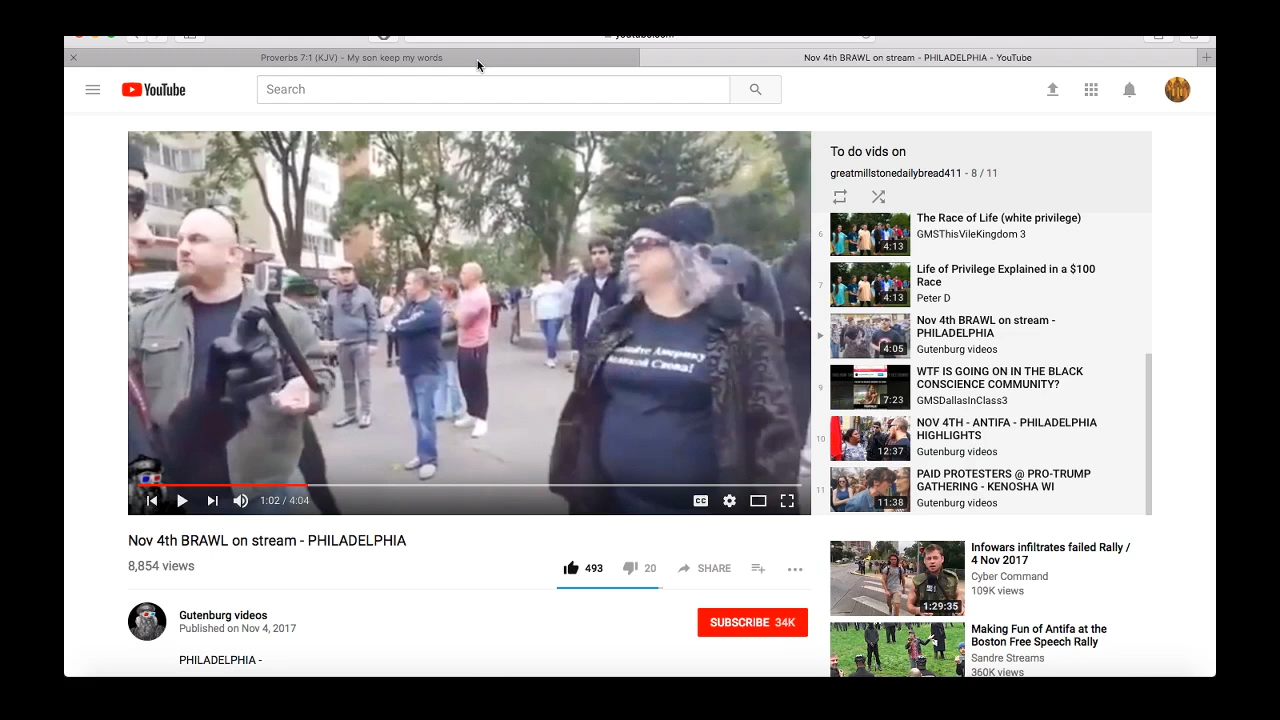 Proverbs 7:1 (KJV) - My son keep my words
Nov 4th BRAWL on stream - PHILADELPHIA - YouTube
YouTube
Search
To do vids on
greatmillstonedailybread411 - 8 / 11
6
The Race of Life (white privilege)
GMSThisVileKingdom 3
4:13
7
Life of Privilege Explained in a $100
Race
Peter D
4:13
Nov 4th BRAWL on stream -
PHILADELPHIA
Gutenburg videos
4:05
9
WTF IS GOING ON IN THE BLACK
CONSCIENCE COMMUNITY?
GMSDallasInClass3
7:23
10
NOV 4TH - ANTIFA - PHILADELPHIA
HIGHLIGHTS
Gutenburg videos
12:37
11
PAID PROTESTERS @ PRO-TRUMP
GATHERING - KENOSHA WI
Gutenburg videos
11:38
Америку
Снова!
1:02 / 4:04
CC
Nov 4th BRAWL on stream - PHILADELPHIA
8,854 views
493
20
SHARE
Gutenburg videos
Published on Nov 4, 2017
SUBSCRIBE 34K
PHILADELPHIA -
Infowars infiltrates failed Rally /
4 Nov 2017
Cyber Command
109K views
1:29:35
Making Fun of Antifa at the
Boston Free Speech Rally
Sandre Streams
360K views